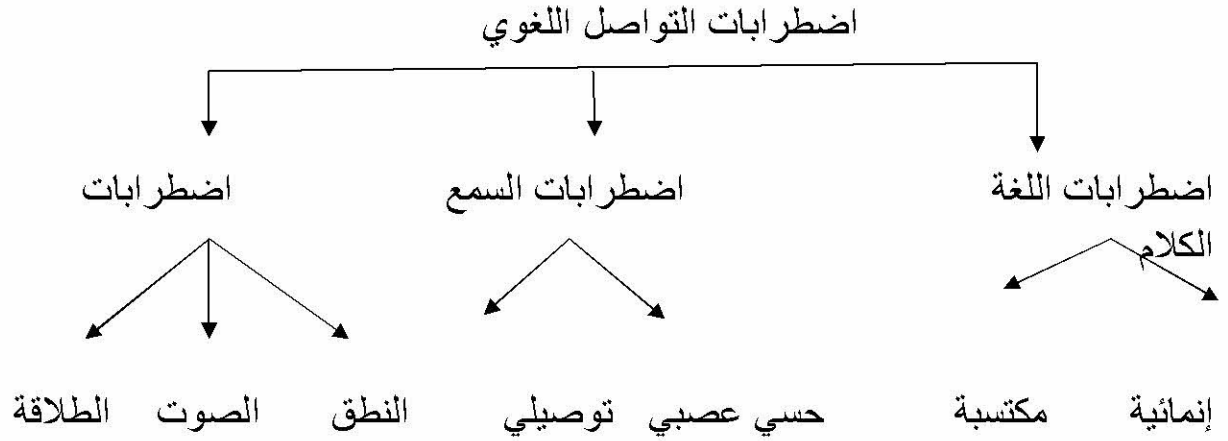 اضطرابات التواصل اللغوي
اضطرابات اللغة اضطرابات السمع اضطرابات
الكلام
إنمائية مكتسبة حسي عصبي توصيلي النطق الصوت الطلاقة